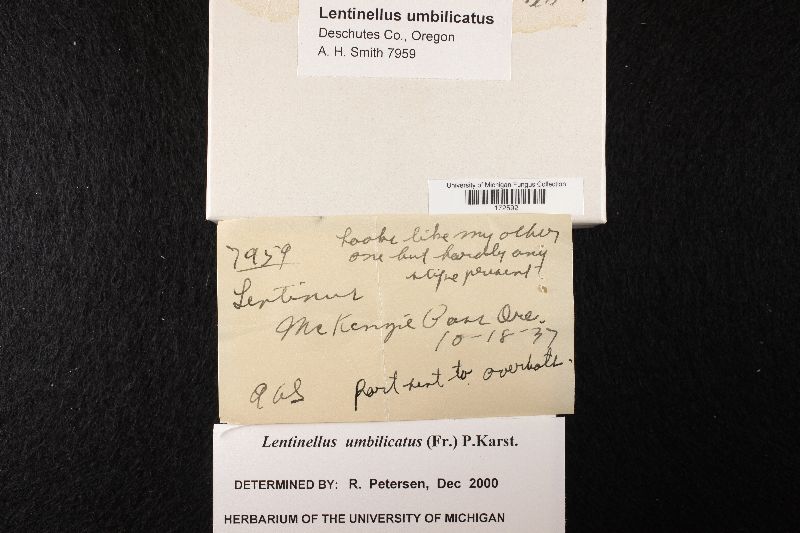 Lentinellus umbilicatus
Deschutes Co., Oregon
A. H. Smith 7959
University of Michigan Fungus Collection
7959
looks like my other
one but hardly any
stipe present
Lentinus
McKenzie Pass Ore.
10-18-37
AHS
Part sent to overholts.
Lentinellus umbilicatus (Fr.) P.Karst.
DETERMINED BY: R. Petersen, Dec 2000
HERBARIUM OF THE UNIVERSITY OF MICHIGAN